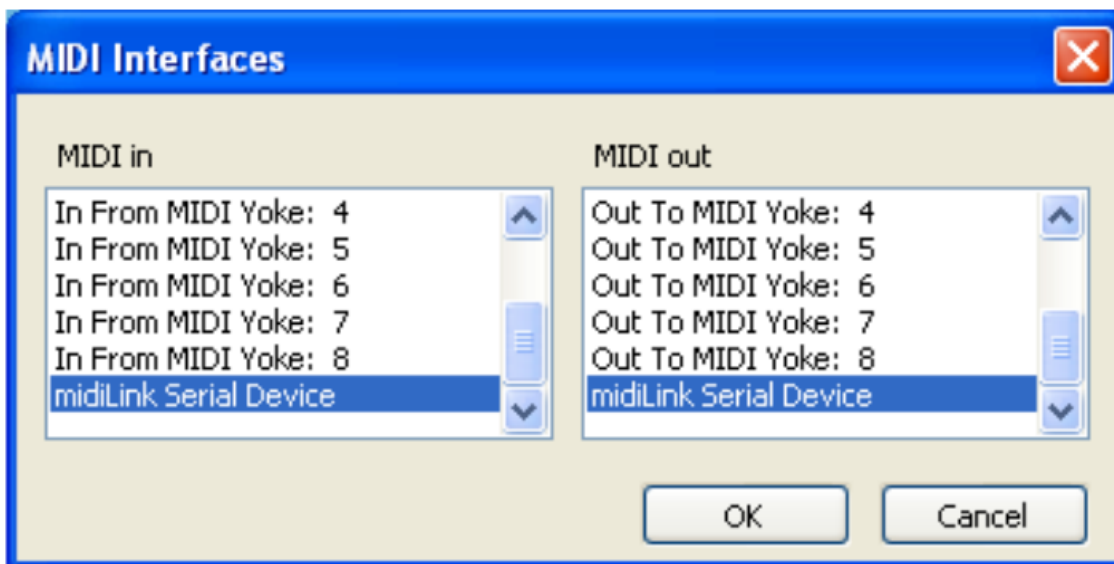 MIDI Interfaces
MIDI in
In From MIDI Yoke: 4
In From MIDI Yoke: 5
In From MIDI Yoke: 6
In From MIDI Yoke: 7
In From MIDI Yoke: 8
midiLink Serial Device
MIDI out
Out To MIDI Yoke: 4
Out To MIDI Yoke: 5
Out To MIDI Yoke: 6
Out To MIDI Yoke: 7
Out To MIDI Yoke: 8
midiLink Serial Device
OK
Cancel